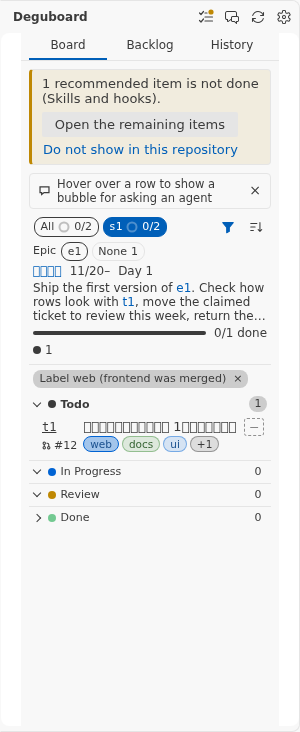 Deguboard
Board Backlog History
1 recommended item is not done
(Skills and hooks).
Open the remaining items
Do not show in this repository
Hover over a row to show a
bubble for asking an agent
All 0/2 s1 0/2
Epic e1 None 1
11/20– Day 1
Ship the first version of e1. Check how
rows look with t1, move the claimed
ticket to review this week, return the…
0/1 done
1
Label web (frontend was merged) ×
Todo 1
t1 1
#12 web docs ui +1
In Progress 0
Review 0
Done 0